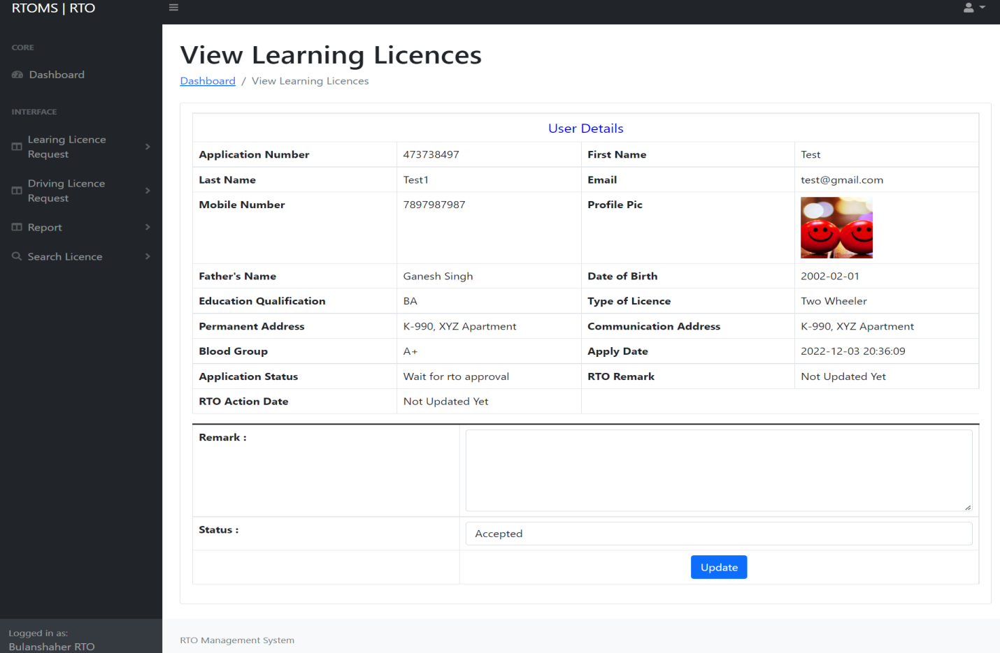 RTOMS | RTO
CORE
Dashboard
INTERFACE
Learing Licence
Request
Driving Licence
Request
Report
Search Licence
Logged in as:
Bulanshaher RTO
View Learning Licences
Dashboard / View Learning Licences
User Details
Application Number 473738497 First Name Test
Last Name Test1 Email test@gmail.com
Mobile Number 7897987987 Profile Pic
Father's Name Ganesh Singh Date of Birth 2002-02-01
Education Qualification BA Type of Licence Two Wheeler
Permanent Address K-990, XYZ Apartment Communication Address K-990, XYZ Apartment
Blood Group A+ Apply Date 2022-12-03 20:36:09
Application Status Wait for rto approval RTO Remark Not Updated Yet
RTO Action Date Not Updated Yet
Remark :
Status : Accepted
Update
RTO Management System